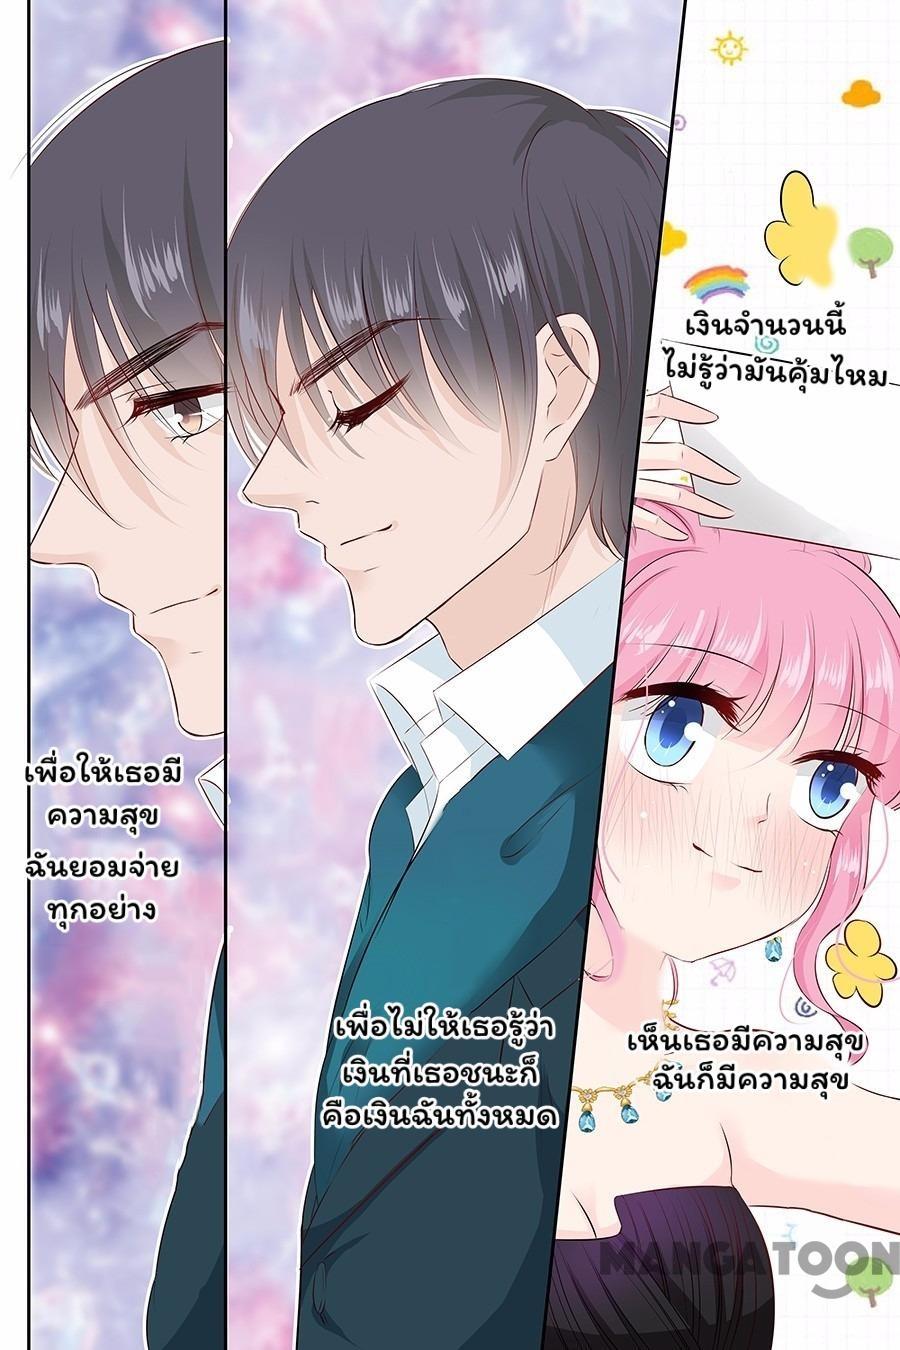 เงินจำนวนนี้
ไม่รู้ว่ามันคุ้มไหม
เพื่อให้เธอมี
ความสุข
ฉันยอมจ่าย
ทุกอย่าง
เพื่อไม่ให้เธอรู้ว่า
เงินที่เธอชนะก็
คือเงินฉันทั้งหมด
เห็นเธอมีความสุข
ฉันก็มีความสุข
MANGATOON